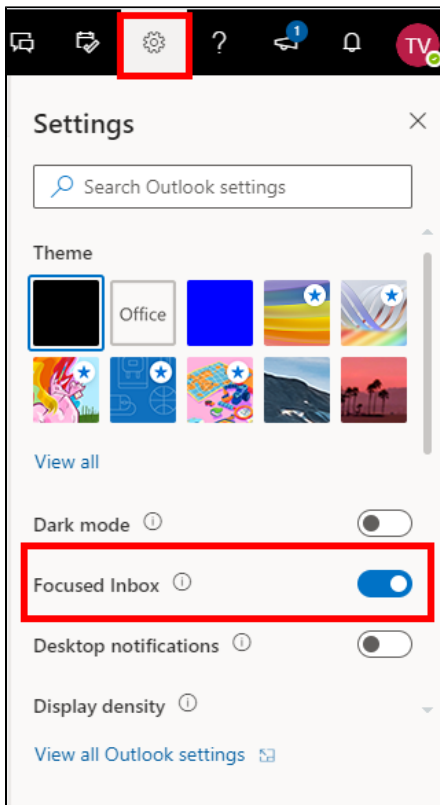 ?
1
TV
Settings
Search Outlook settings
Theme
Office
View all
Dark mode
Focused Inbox
Desktop notifications
Display density
View all Outlook settings